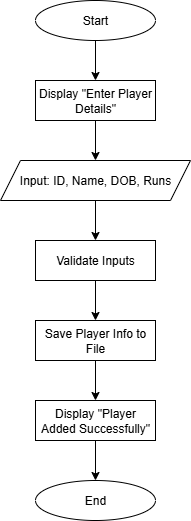 Start
Display "Enter Player
Details"
Input: ID, Name, DOB, Runs
Validate Inputs
Save Player Info to
File
Display "Player
Added Successfully"
End